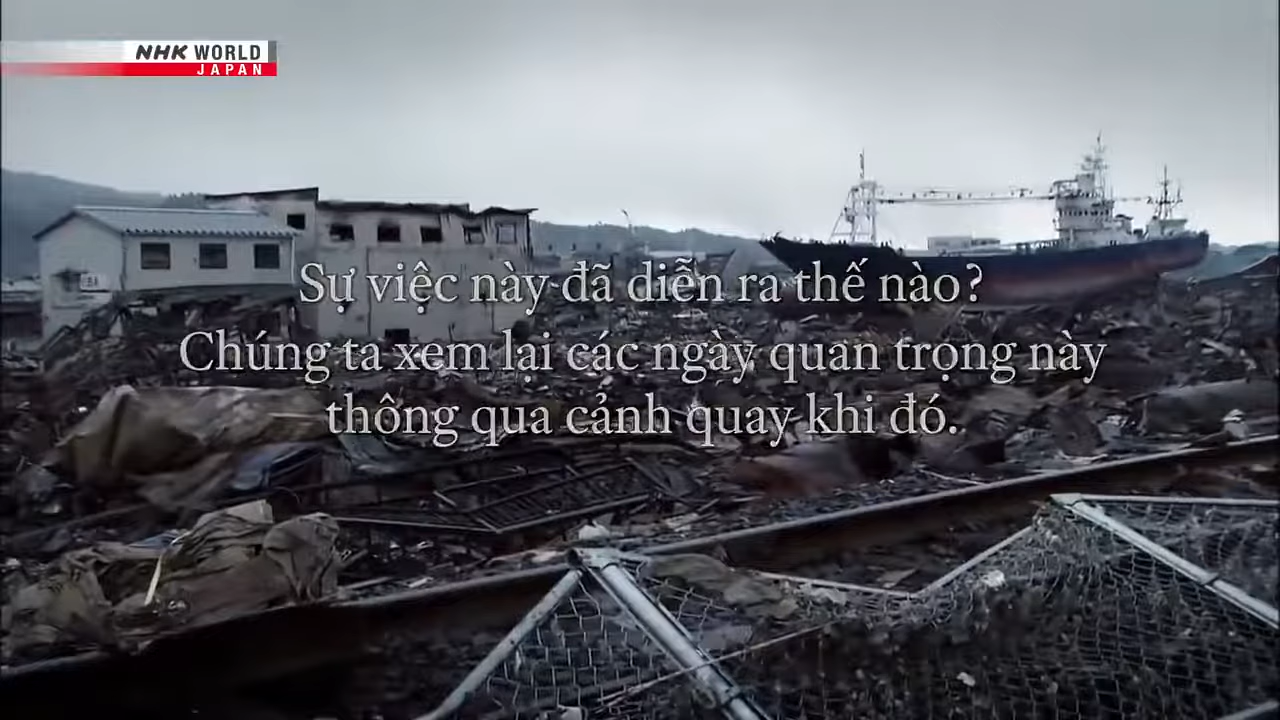 NHK WORLD
JAPAN
Sự việc này đã diễn ra thế nào?
Chúng ta xem lại các ngày quan trọng này
thông qua cảnh quay khi đó.